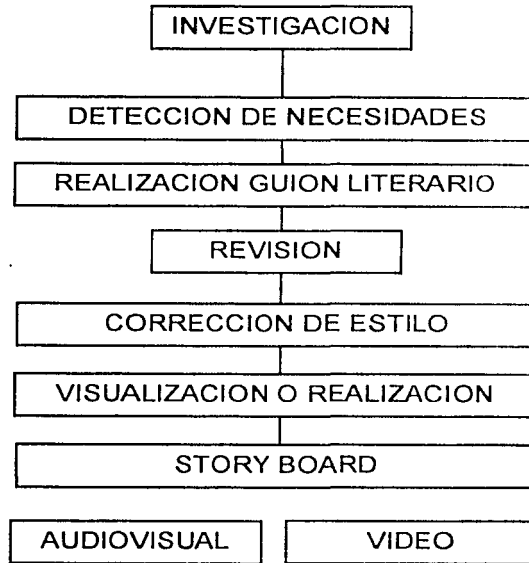 INVESTIGACION
DETECCION DE NECESIDADES
REALIZACION GUION LITERARIO
REVISION
CORRECCION DE ESTILO
VISUALIZACION O REALIZACION
STORY BOARD
AUDIOVISUAL VIDEO